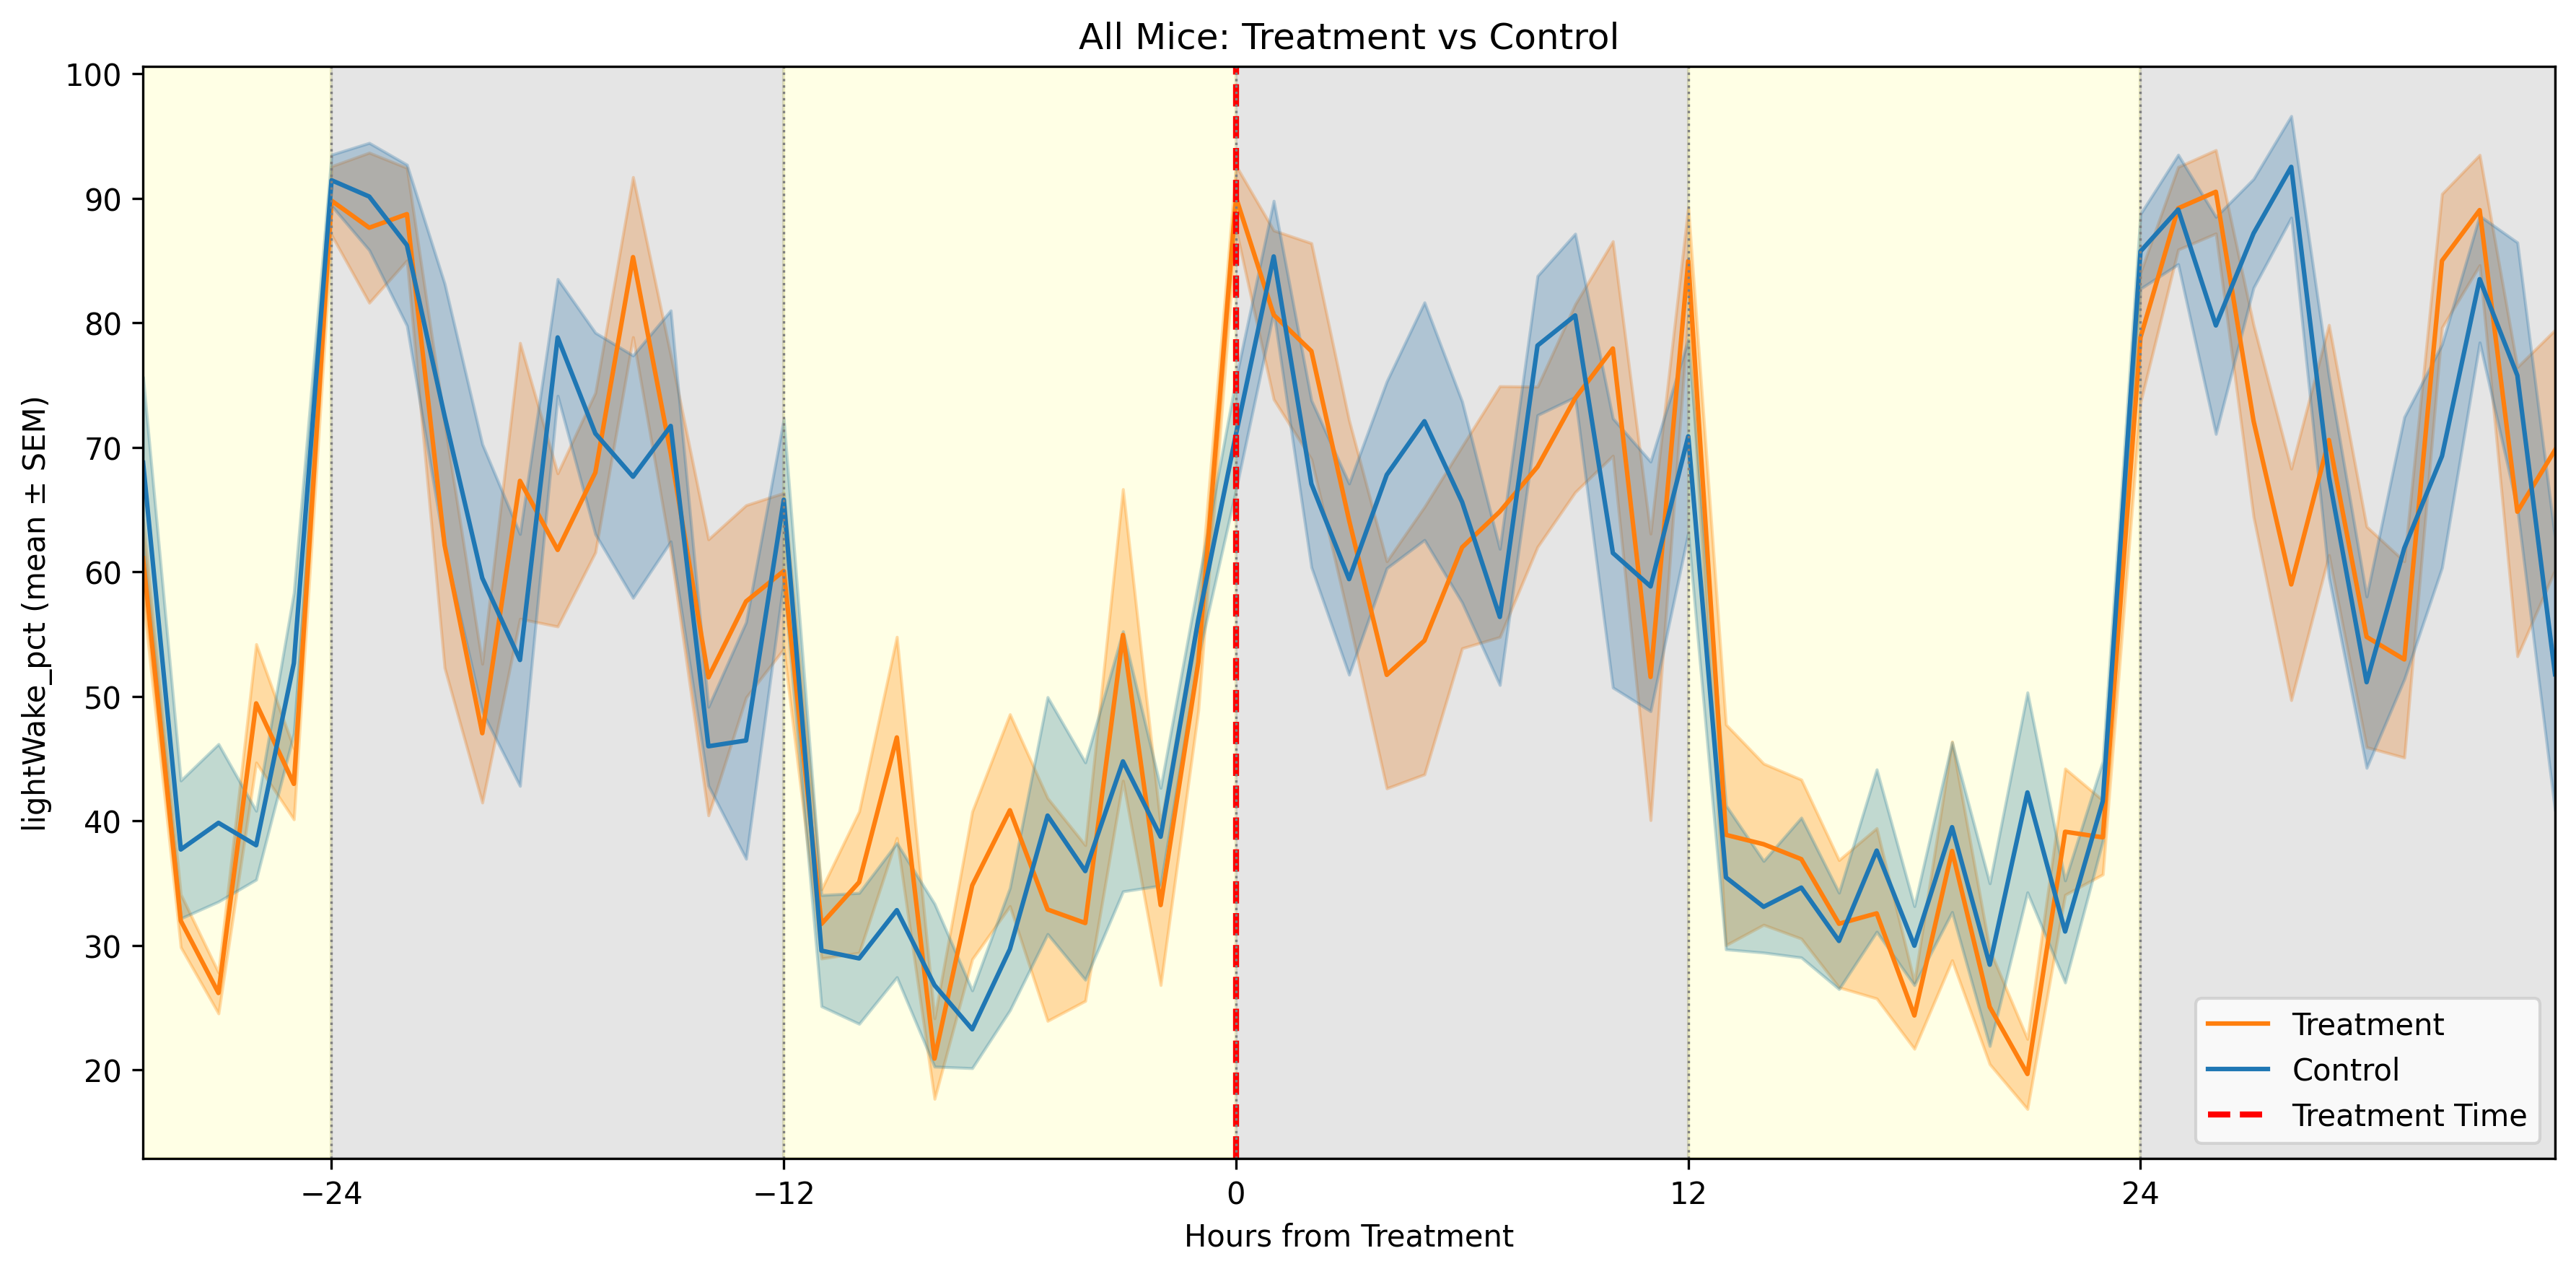 All Mice: Treatment vs Control
lightWake_pct (mean ± SEM)
100
90
80
70
60
50
40
30
20
−24
−12
0
12
24
Hours from Treatment
Treatment
Control
Treatment Time